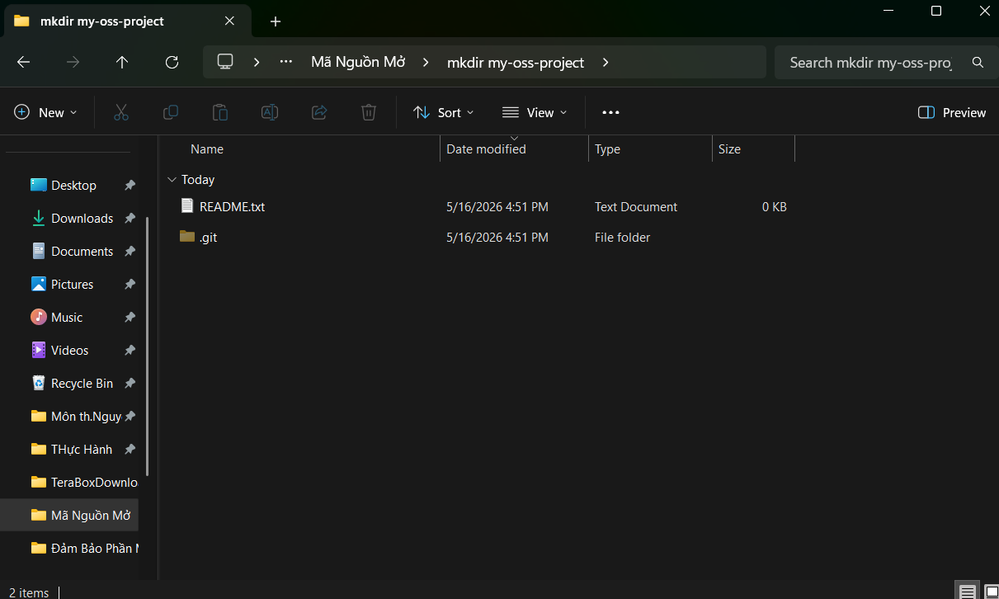 mkdir my-oss-project
Mã Nguồn Mở
mkdir my-oss-project
Search mkdir my-oss-proj
New
Sort
View
Preview
Name Date modified Type Size
Today
README.txt 5/16/2026 4:51 PM Text Document 0 KB
.git 5/16/2026 4:51 PM File folder
Desktop
Downloads
Documents
Pictures
Music
Videos
Recycle Bin
Môn th.Nguy
THực Hành
TeraBoxDownlo
Mã Nguồn Mở
Đảm Bảo Phần
2 items